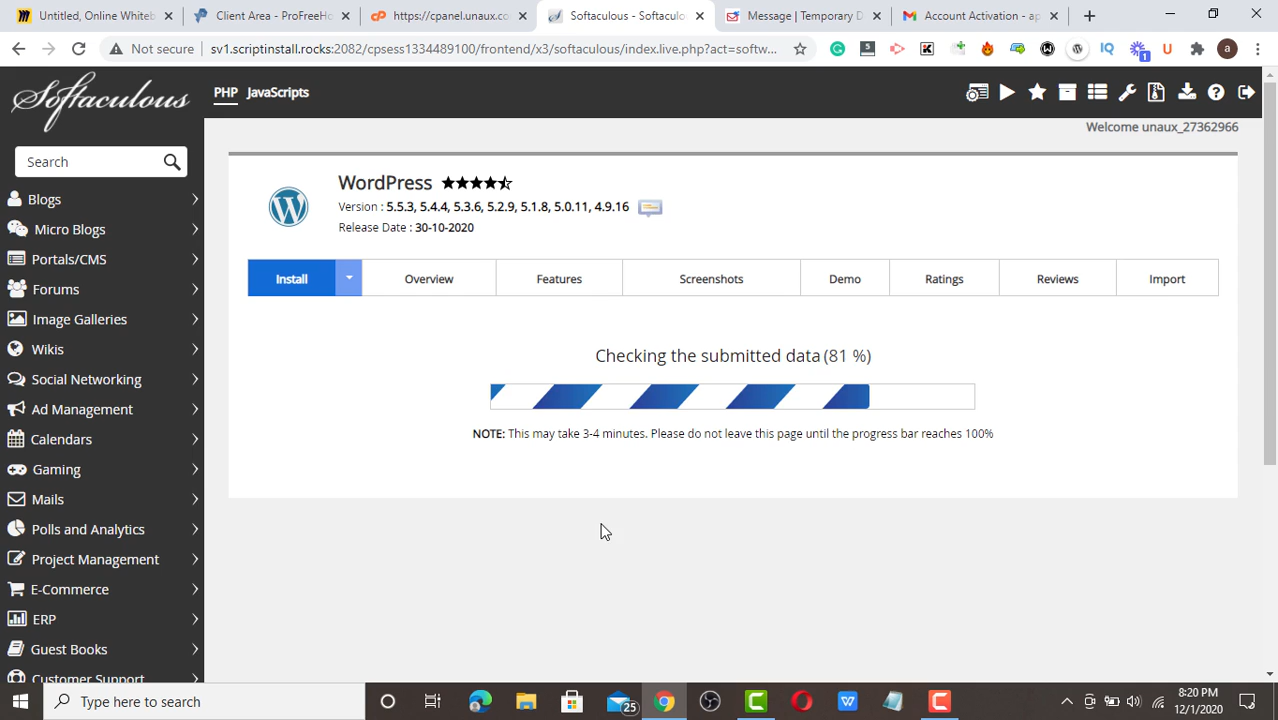 Untitled, Online Whiteb
Client Area - ProFreeHo
https://cpanel.unaux.co
Softaculous - Softaculo
Message | Temporary D
Account Activation - ap
Not secure
sv1.scriptinstall.rocks:2082/cpsess1334489100/frontend/x3/softaculous/index.live.php?act=softw...
Softaculous
PHP
JavaScripts
Welcome unaux_27362966
Search
Blogs
Micro Blogs
Portals/CMS
Forums
Image Galleries
Wikis
Social Networking
Ad Management
Calendars
Gaming
Mails
Polls and Analytics
Project Management
E-Commerce
ERP
Guest Books
Customer Support
WordPress
Version : 5.5.3, 5.4.4, 5.3.6, 5.2.9, 5.1.8, 5.0.11, 4.9.16
Release Date : 30-10-2020
Install
Overview
Features
Screenshots
Demo
Ratings
Reviews
Import
Checking the submitted data (81 %)
NOTE: This may take 3-4 minutes. Please do not leave this page until the progress bar reaches 100%
Type here to search
25
8:20 PM
12/1/2020